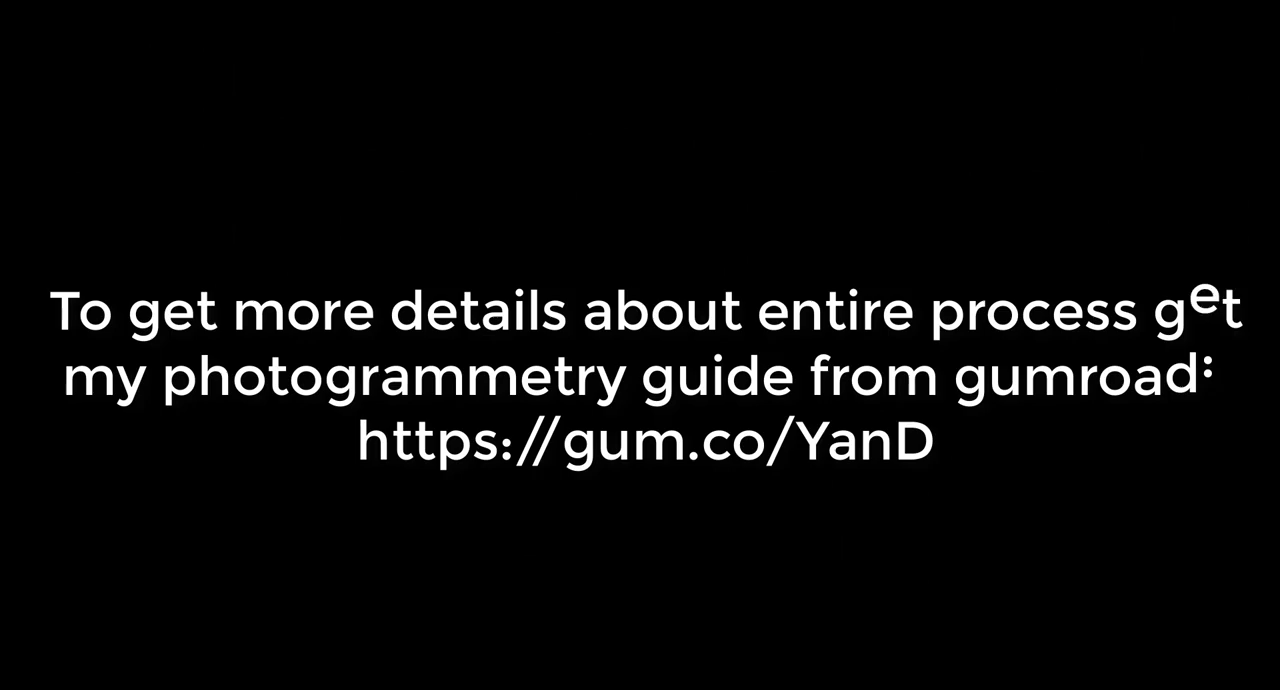 To get more details about entire process get
my photogrammetry guide from gumroad:
https://gum.co/YanD